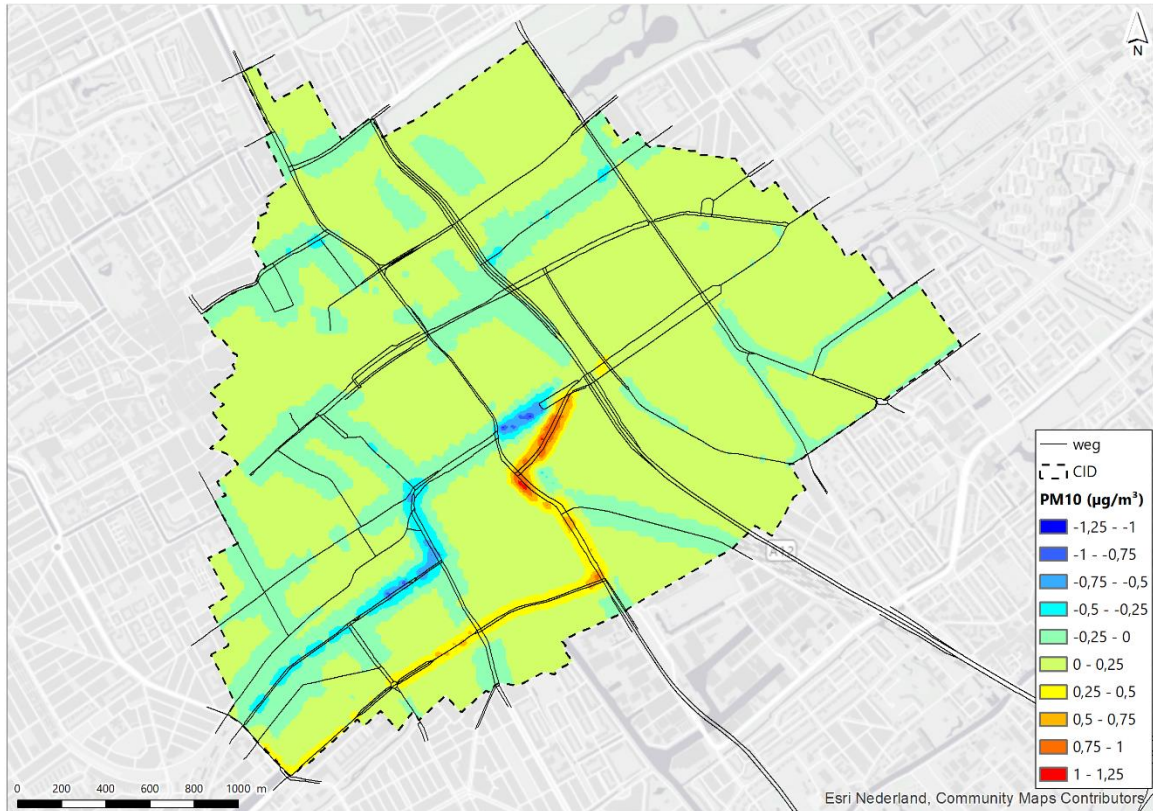 N
A12
weg
CID
PM10 (µg/m³)
-1,25 - -1
-1 - -0,75
-0,75 - -0,5
-0,5 - -0,25
-0,25 - 0
0 - 0,25
0,25 - 0,5
0,5 - 0,75
0,75 - 1
1 - 1,25
0 200 400 600 800 1000 m
Esri Nederland, Community Maps Contributors